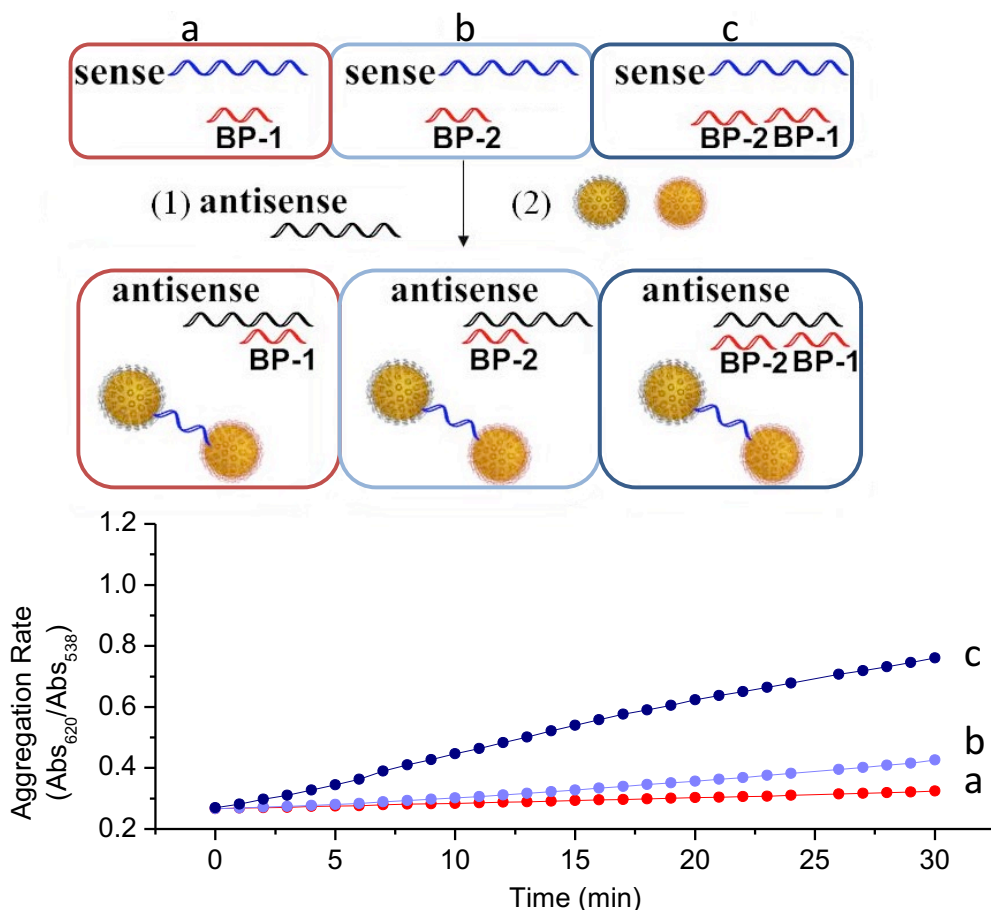 a b c
sense sense sense
BP-1 BP-2 BP-2 BP-1
(1) antisense (2)
antisense antisense antisense
BP-1 BP-2 BP-2 BP-1
1.2
1.0
0.8
0.6
0.4
0.2
Aggregation Rate
(Abs620/Abs538)
c
b
a
0 5 10 15 20 25 30
Time (min)